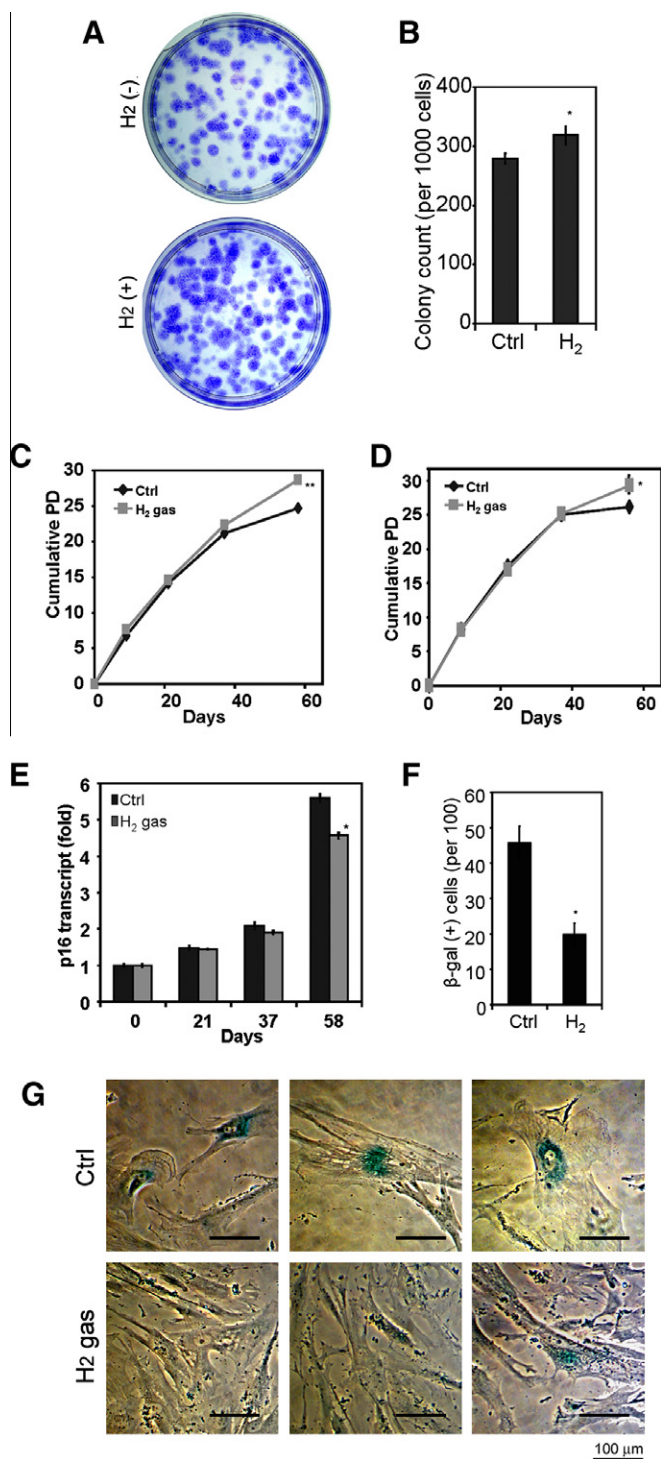 A
H2 (-)
H2 (+)
B
Colony count (per 1000 cells)
400
300
200
100
0
Ctrl
H2
*
C
Cumulative PD
30
25
20
15
10
5
0
Ctrl
H2 gas
**
0 20 40 60
Days
D
Cumulative PD
30
25
20
15
10
5
0
Ctrl
H2 gas
*
0 20 40 60
Days
E
p16 transcript (fold)
6
5
4
2
1
0
Ctrl
H2 gas
*
0 21 37 58
Days
F
β-gal (+) cells (per 100)
60
50
40
30
20
10
0
*
Ctrl
H2
G
Ctrl
H2 gas
100 μm